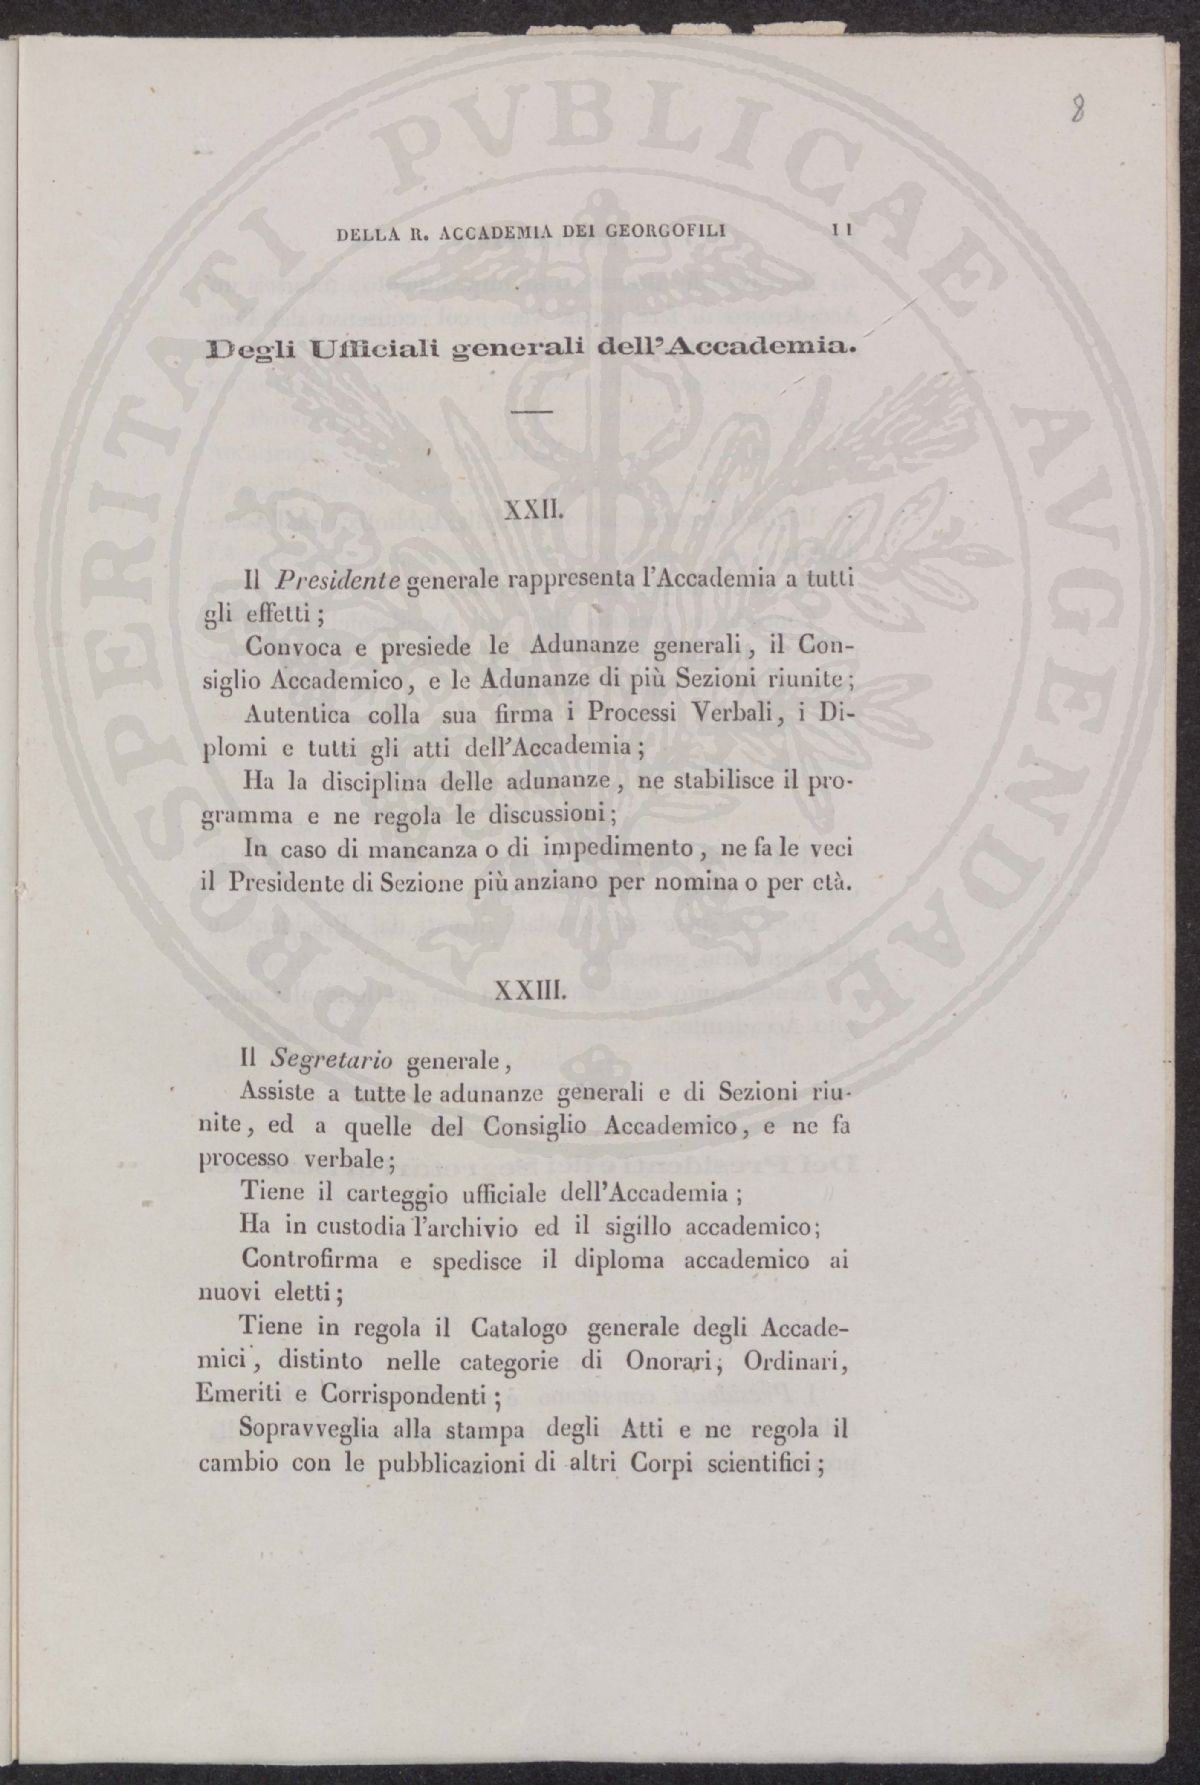 8
DELLA R. ACCADEMIA DEI GEORGOFILI 11
Degli Ufficiali generali dell'Accademia.
XXII.
Il Presidente generale rappresenta l'Accademia a tutti
gli effetti;
Convoca e presiede le Adunanze generali, il Con-
siglio Accademico, e le Adunanze di più Sezioni riunite;
Autentica colla sua firma i Processi Verbali, i Di-
plomi e tutti gli atti dell'Accademia;
Ha la disciplina delle adunanze, ne stabilisce il pro-
gramma e ne regola le discussioni;
In caso di mancanza o di impedimento, ne fa le veci
il Presidente di Sezione più anziano per nomina o per età.
XXIII.
Il Segretario generale,
Assiste a tutte le adunanze generali e di Sezioni riu-
nite, ed a quelle del Consiglio Accademico, e ne fa
processo verbale;
Tiene il carteggio ufficiale dell'Accademia;
Ha in custodia l'archivio ed il sigillo accademico;
Controfirma e spedisce il diploma accademico ai
nuovi eletti;
Tiene in regola il Catalogo generale degli Accade-
mici, distinto nelle categorie di Onorari, Ordinari,
Emeriti e Corrispondenti;
Sopravveglia alla stampa degli Atti e ne regola il
cambio con le pubblicazioni di altri Corpi scientifici;
PROSPERITATI PVBLICAE AVGENDAE